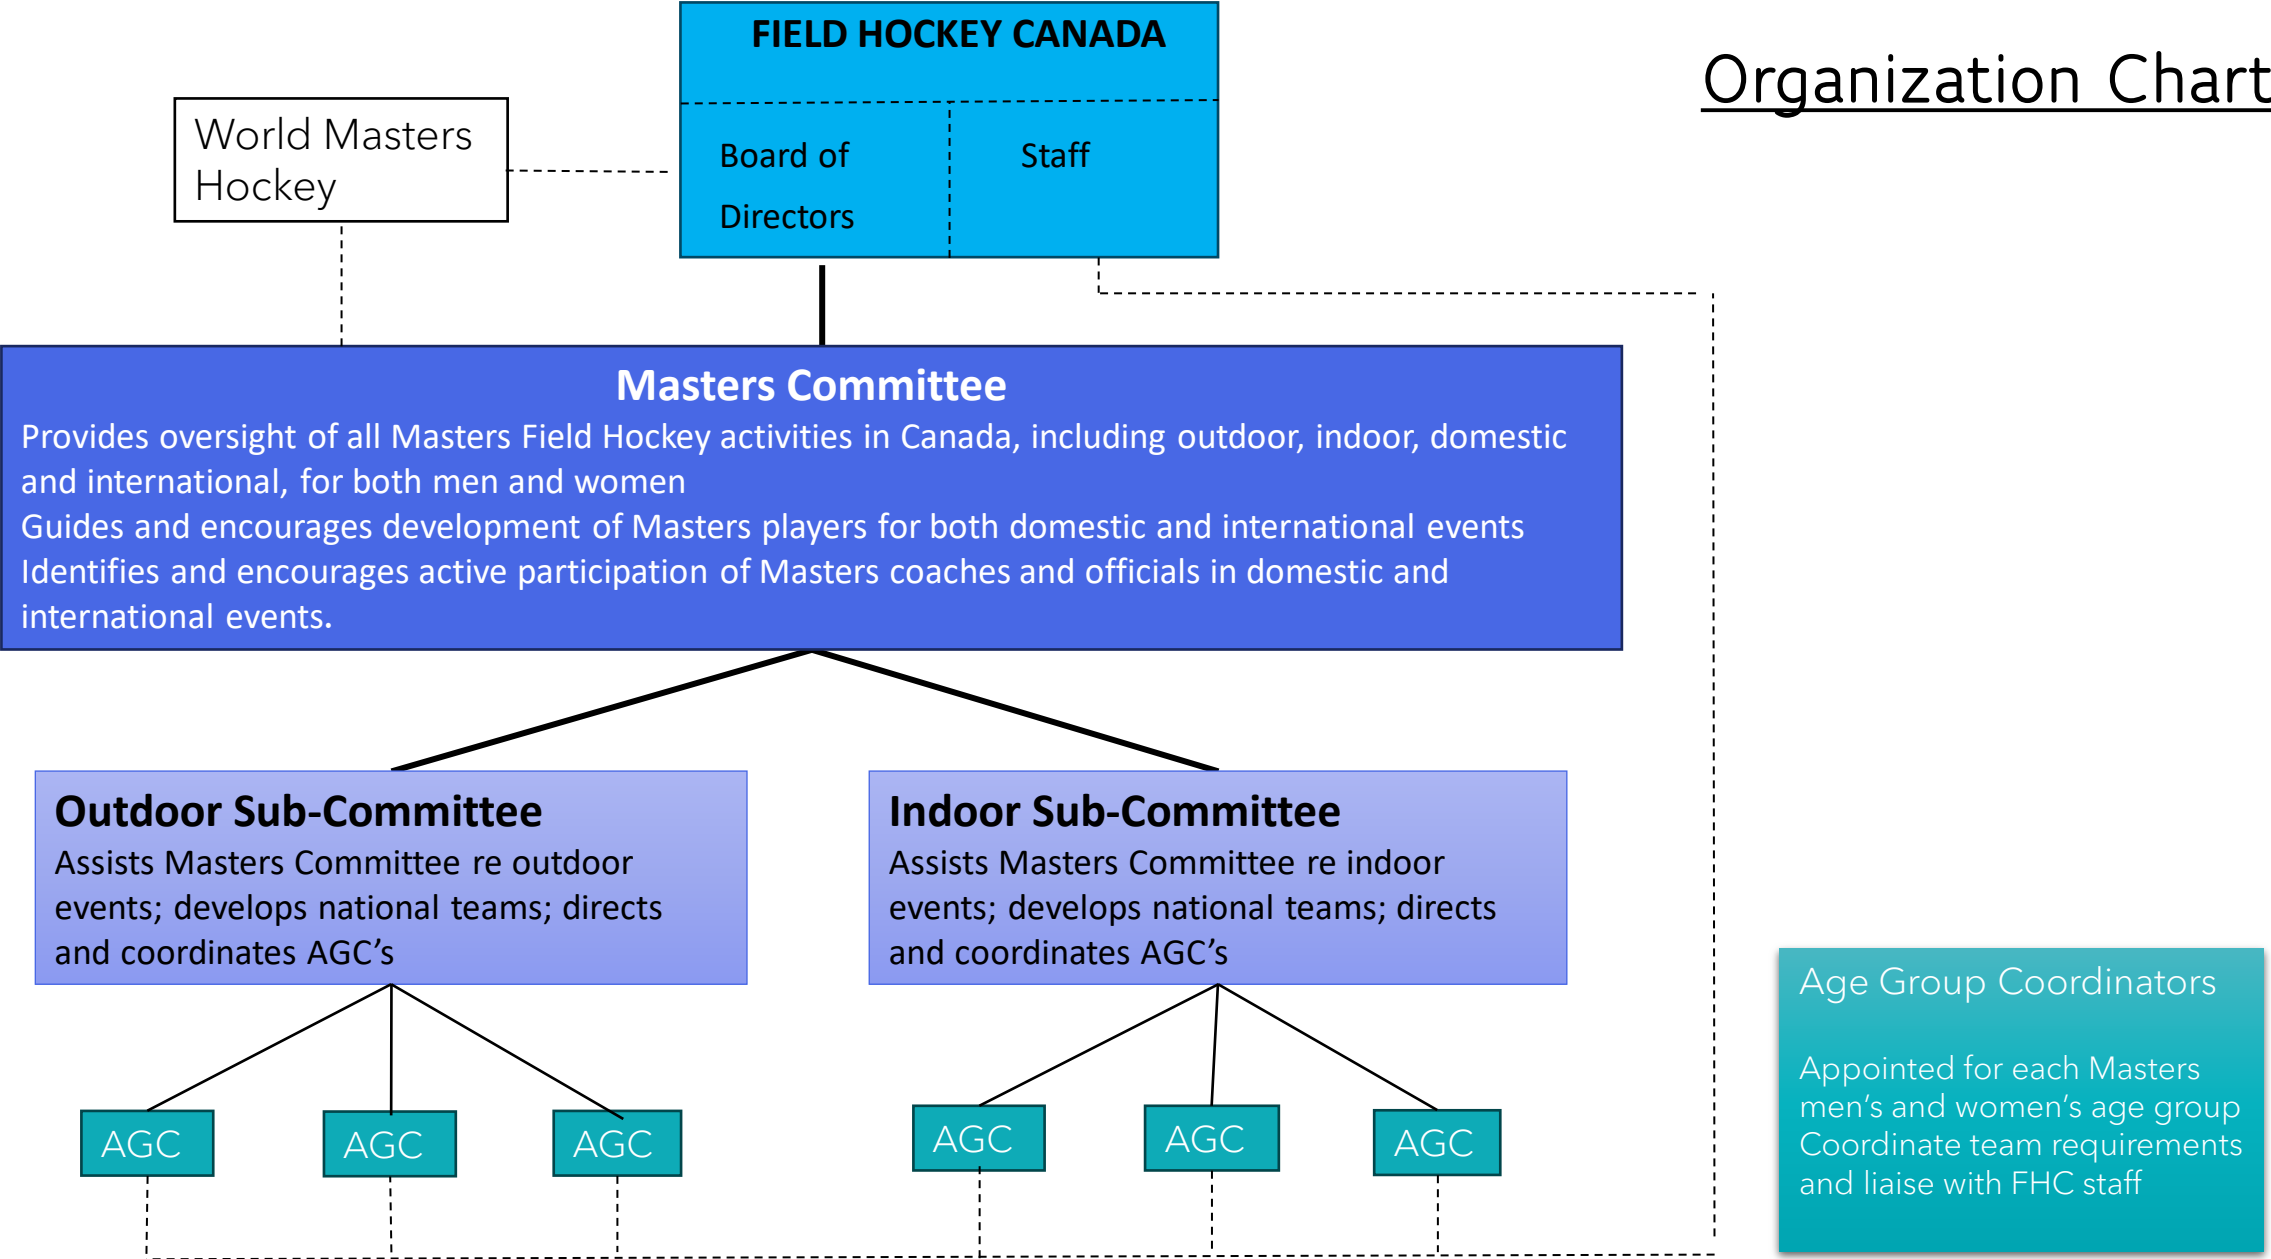 FIELD HOCKEY CANADA
Organization Chart
World Masters
Hockey
Board of
Directors
Staff
Masters Committee
Provides oversight of all Masters Field Hockey activities in Canada, including outdoor, indoor, domestic
and international, for both men and women
Guides and encourages development of Masters players for both domestic and international events
Identifies and encourages active participation of Masters coaches and officials in domestic and
international events.
Outdoor Sub-Committee
Assists Masters Committee re outdoor
events; develops national teams; directs
and coordinates AGC’s
Indoor Sub-Committee
Assists Masters Committee re indoor
events; develops national teams; directs
and coordinates AGC’s
AGC
AGC
AGC
AGC
AGC
AGC
Age Group Coordinators
Appointed for each Masters
men’s and women’s age group
Coordinate team requirements
and liaise with FHC staff